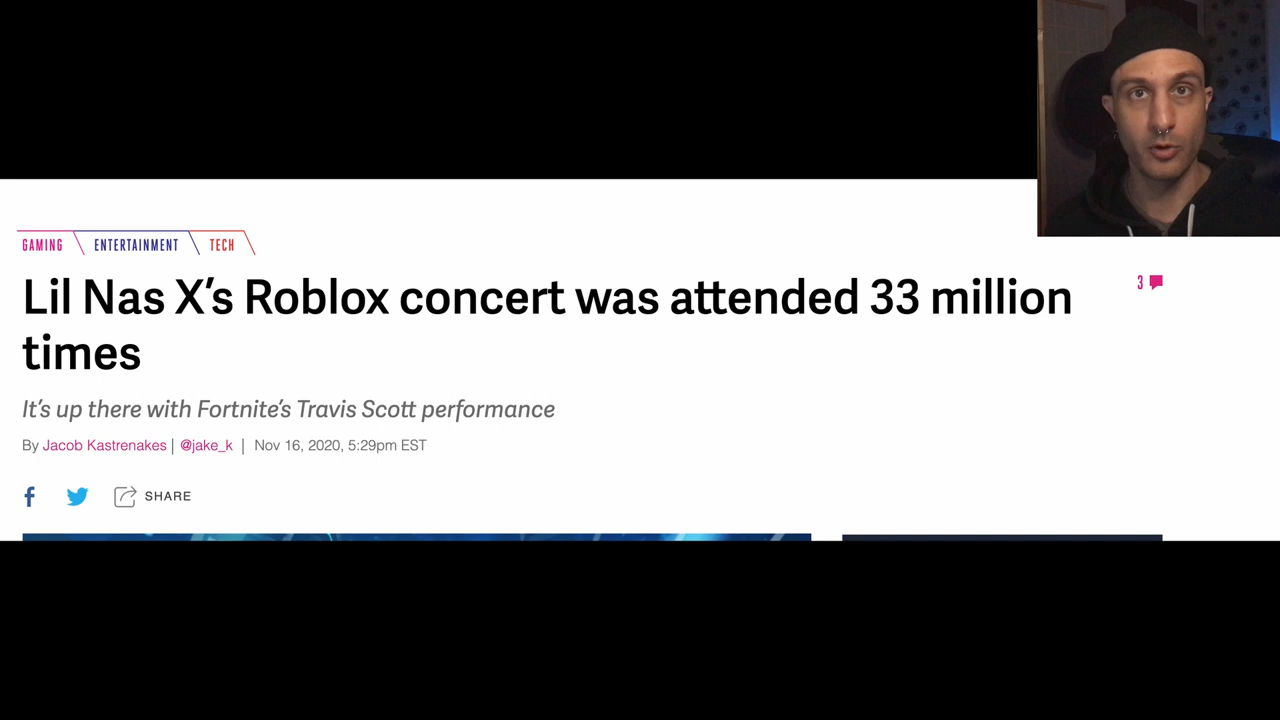 GAMING ENTERTAINMENT TECH
Lil Nas X’s Roblox concert was attended 33 million
times
3
It’s up there with Fortnite’s Travis Scott performance
By Jacob Kastrenakes | @jake_k | Nov 16, 2020, 5:29pm EST
SHARE